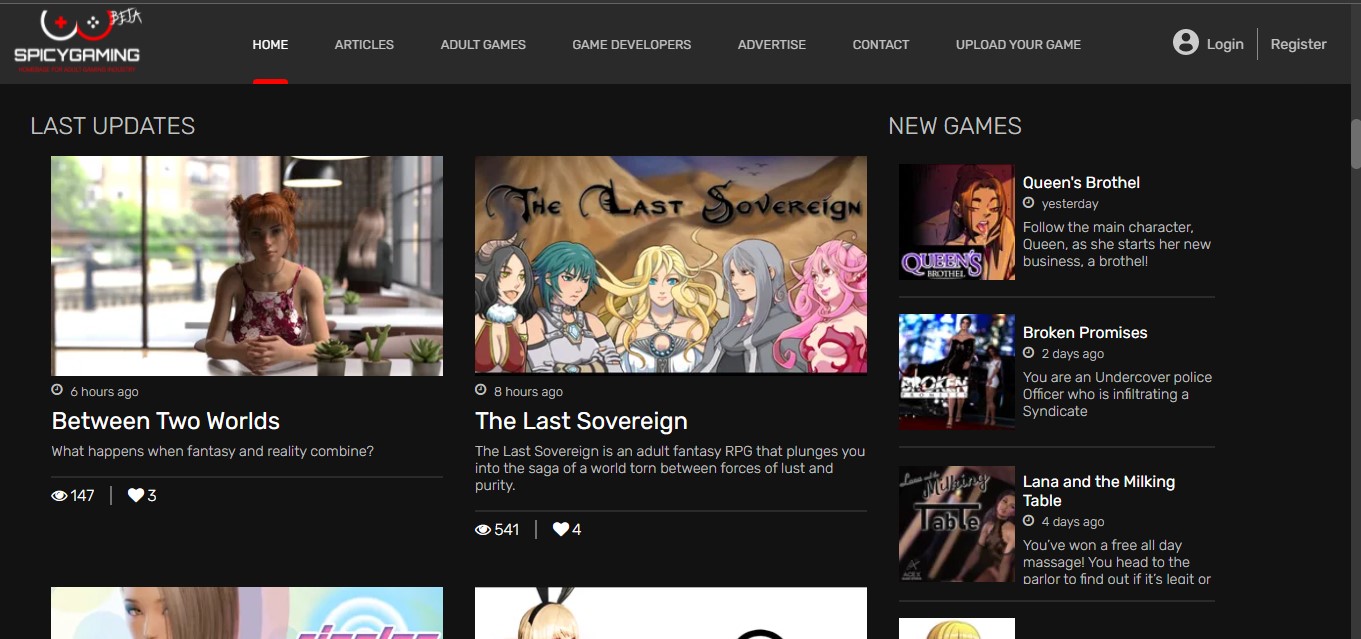 BETA
SPICYGAMING
HOME
ARTICLES
ADULT GAMES
GAME DEVELOPERS
ADVERTISE
CONTACT
UPLOAD YOUR GAME
Login
Register
LAST UPDATES
6 hours ago
Between Two Worlds
What happens when fantasy and reality combine?
147
3
The Last Sovereign
8 hours ago
The Last Sovereign
The Last Sovereign is an adult fantasy RPG that plunges you
into the saga of a world torn between forces of lust and
purity.
541
4
NEW GAMES
QUEEN'S
BROTHEL
Queen's Brothel
yesterday
Follow the main character,
Queen, as she starts her new
business, a brothel!
BROKEN
PROMISES
Broken Promises
2 days ago
You are an Undercover police
Officer who is infiltrating a
Syndicate
Lana and the
Milking
Table
Lana and the Milking
Table
4 days ago
You've won a free all day
massage! You head to the
parlor to find out if it's legit or